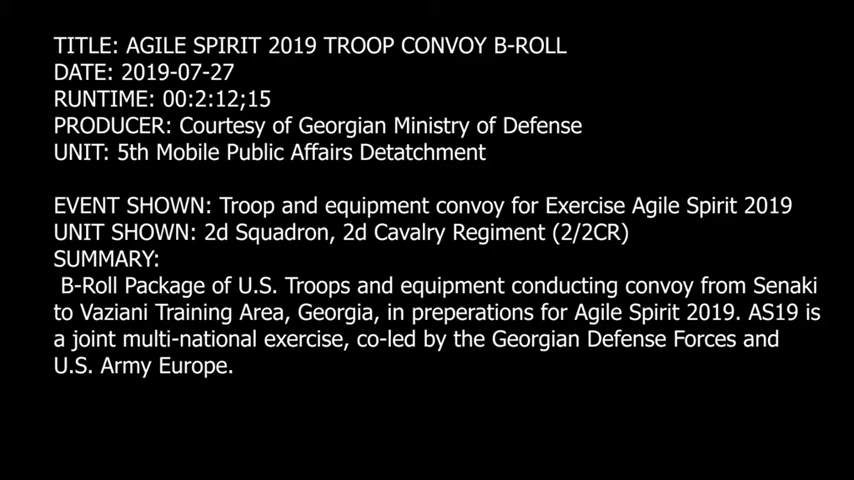 TITLE: AGILE SPIRIT 2019 TROOP CONVOY B-ROLL
DATE: 2019-07-27
RUNTIME: 00:2:12;15
PRODUCER: Courtesy of Georgian Ministry of Defense
UNIT: 5th Mobile Public Affairs Detatchment
EVENT SHOWN: Troop and equipment convoy for Exercise Agile Spirit 2019
UNIT SHOWN: 2d Squadron, 2d Cavalry Regiment (2/2CR)
SUMMARY:
B-Roll Package of U.S. Troops and equipment conducting convoy from Senaki
to Vaziani Training Area, Georgia, in preperations for Agile Spirit 2019. AS19 is
a joint multi-national exercise, co-led by the Georgian Defense Forces and
U.S. Army Europe.